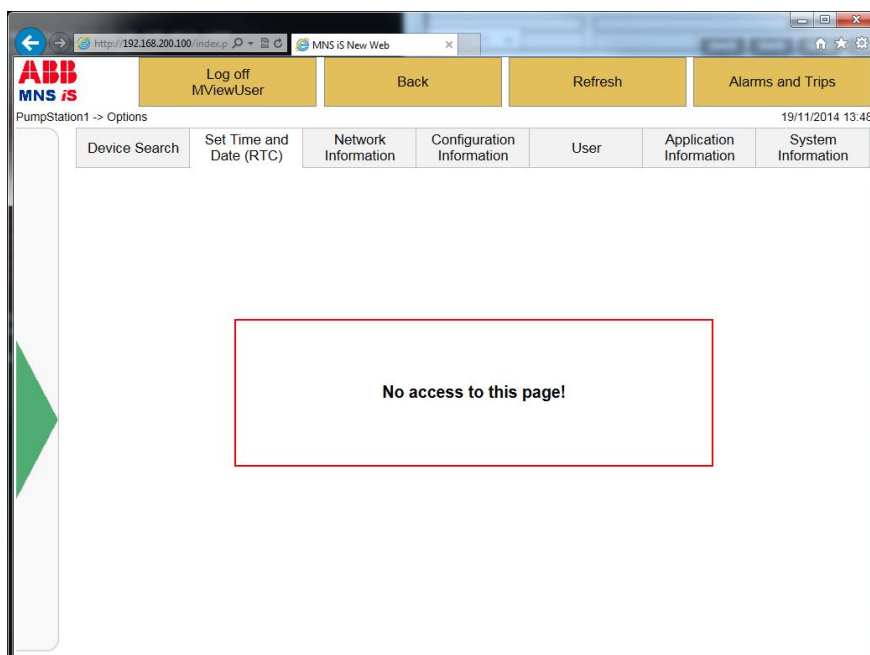 http://192.168.200.100/index.p
MNS iS New Web
ABB
MNS iS
Log off
MViewUser
Back
Refresh
Alarms and Trips
PumpStation1 -> Options
19/11/2014 13:48
Device Search
Set Time and
Date (RTC)
Network
Information
Configuration
Information
User
Application
Information
System
Information
No access to this page!